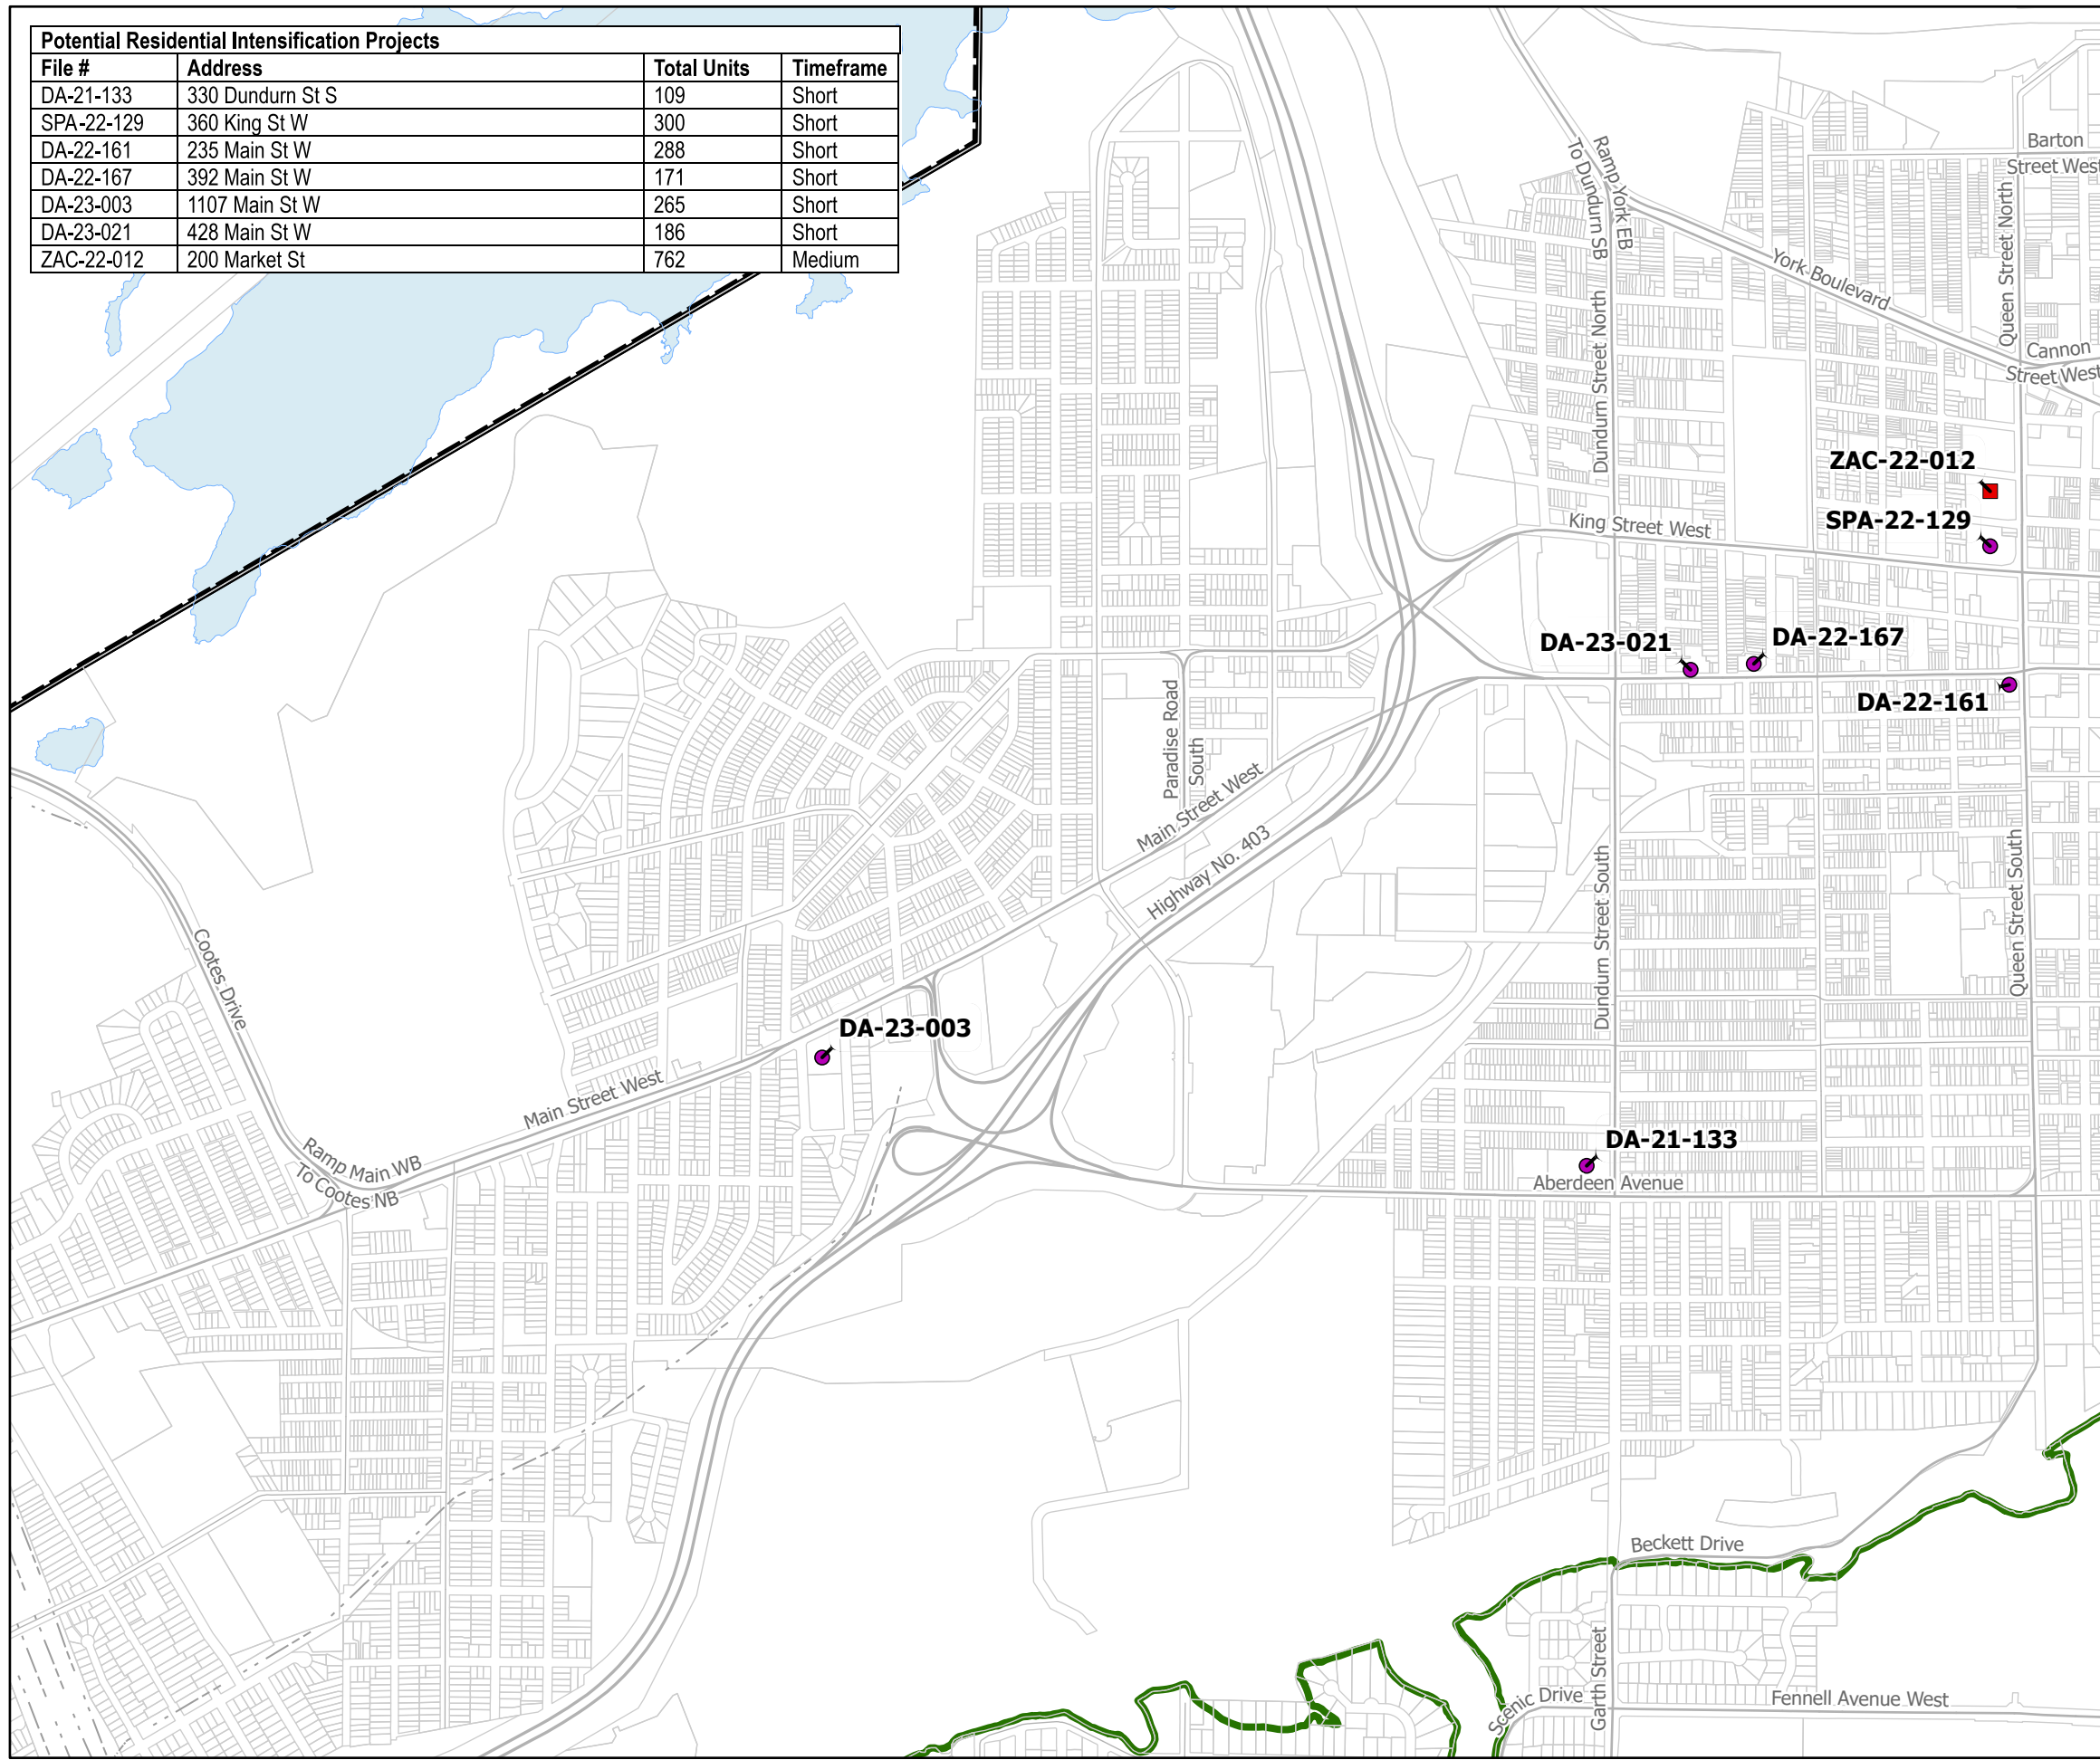 Potential Residential Intensification Projects
File # Address Total Units Timeframe
DA-21-133 330 Dundurn St S 109 Short
SPA-22-129 360 King St W 300 Short
DA-22-161 235 Main St W 288 Short
DA-22-167 392 Main St W 171 Short
DA-23-003 1107 Main St W 265 Short
DA-23-021 428 Main St W 186 Short
ZAC-22-012 200 Market St 762 Medium
Barton
Street West
Ramp York EB
To Dundurn SB
Queen Street North
York Boulevard
Dundurn Street North
Cannon
Street West
ZAC-22-012
SPA-22-129
King Street West
DA-23-021
DA-22-167
DA-22-161
Paradise Road
South
Main Street West
Highway No. 403
Dundurn Street South
Queen Street South
Cootes Drive
DA-23-003
Main Street West
Ramp Main WB
To Cootes NB
DA-21-133
Aberdeen Avenue
Beckett Drive
Scenic Drive
Garth Street
Fennell Avenue West